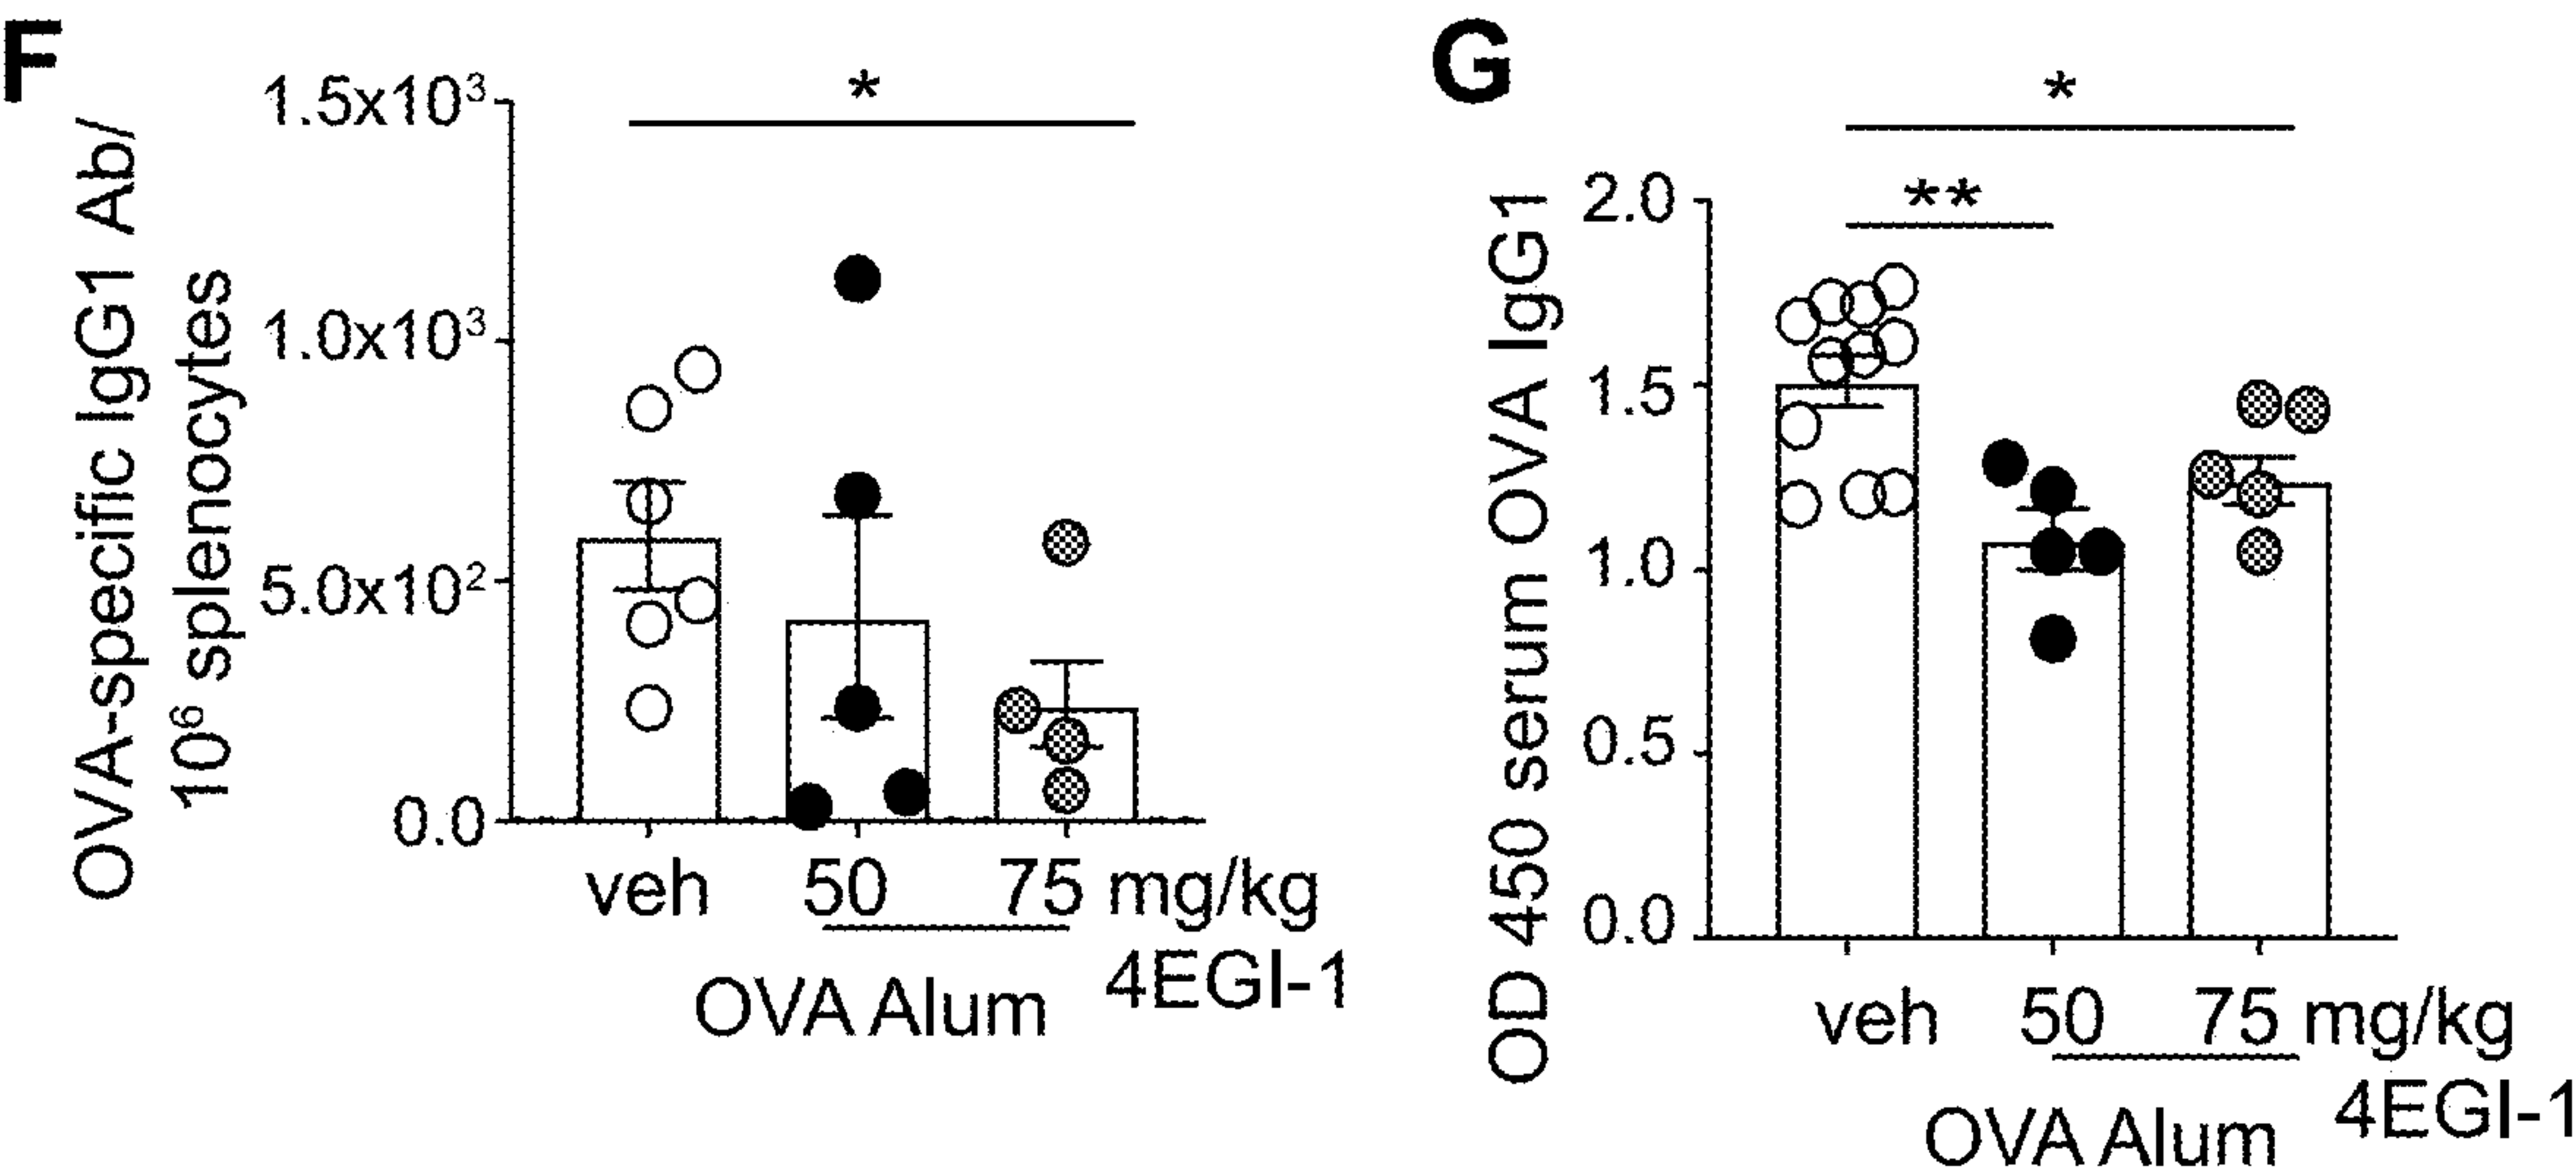 F
OVA-specific IgG1 Ab/
10⁶ splenocytes
1.5x10³
1.0x10³
5.0x10²
0.0
*
veh 50 75 mg/kg
4EGI-1
OVA Alum
G
OD 450 serum OVA IgG1
2.0
1.5
1.0
0.5
0.0
*
**
veh 50 75 mg/kg
4EGI-1
OVA Alum